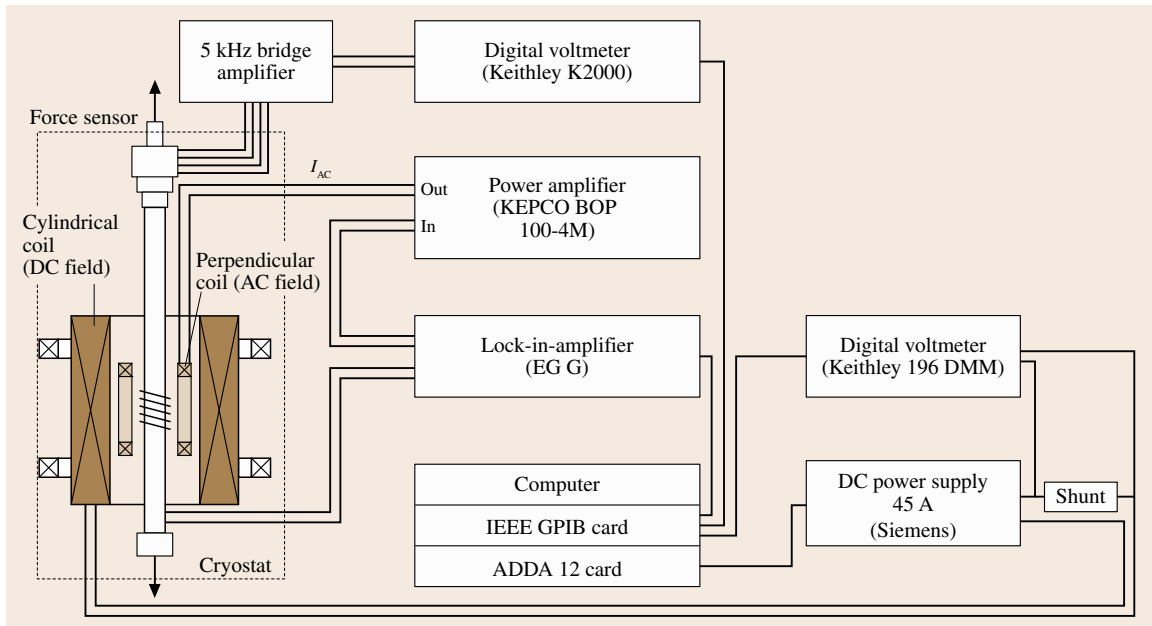 5 kHz bridge
amplifier
Digital voltmeter
(Keithley K2000)
Force sensor
I_AC
Out
In
Power amplifier
(KEPCO BOP
100-4M)
Cylindrical
coil
(DC field)
Perpendicular
coil (AC field)
Lock-in-amplifier
(EG G)
Digital voltmeter
(Keithley 196 DMM)
Computer
IEEE GPIB card
ADDA 12 card
DC power supply
45 A
(Siemens)
Shunt
Cryostat